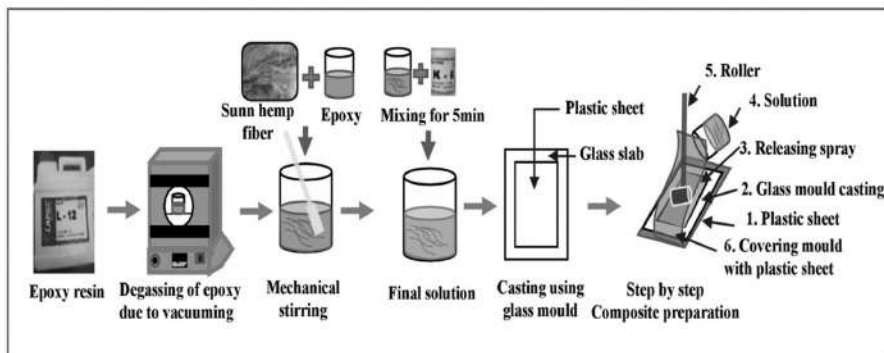 Sunn hemp
fiber
Epoxy
Mixing for 5min
K-6
Plastic sheet
Glass slab
5. Roller
4. Solution
3. Releasing spray
2. Glass mould casting
1. Plastic sheet
6. Covering mould
with plastic sheet
L-12
Epoxy resin
Degassing of epoxy
due to vacuuming
Mechanical
stirring
Final solution
Casting using
glass mould
Step by step
Composite preparation